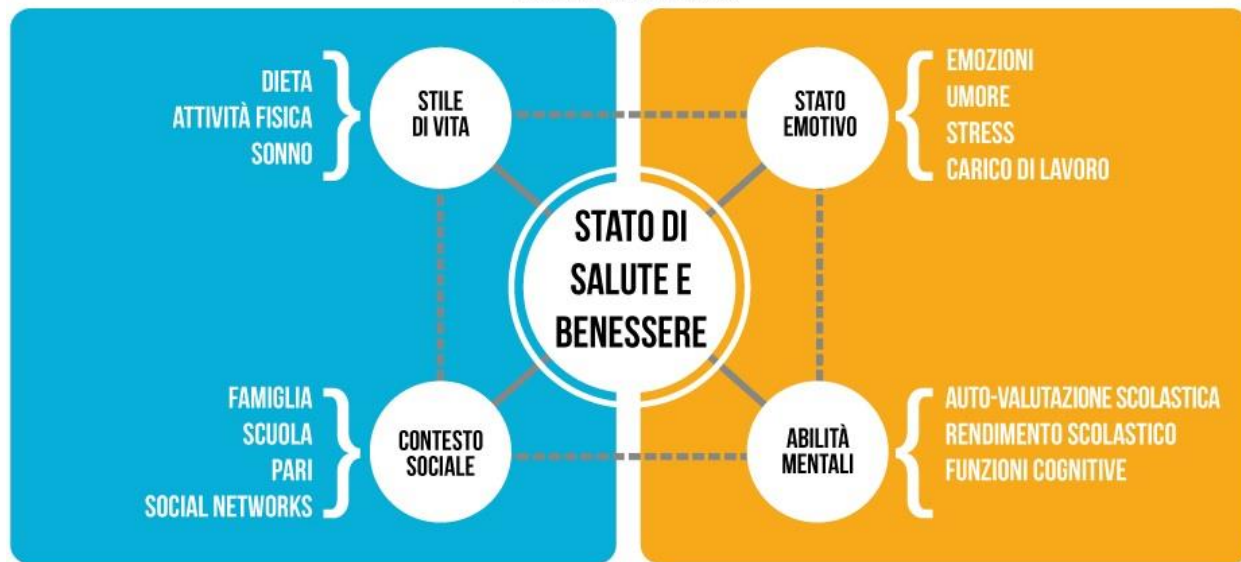 DIETA
ATTIVITÀ FISICA
SONNO
STILE
DI VITA
STATO
EMOTIVO
EMOZIONI
UMORE
STRESS
CARICO DI LAVORO
STATO DI
SALUTE E
BENESSERE
FAMIGLIA
SCUOLA
PARI
SOCIAL NETWORKS
CONTESTO
SOCIALE
ABILITÀ
MENTALI
AUTO-VALUTAZIONE SCOLASTICA
RENDIMENTO SCOLASTICO
FUNZIONI COGNITIVE